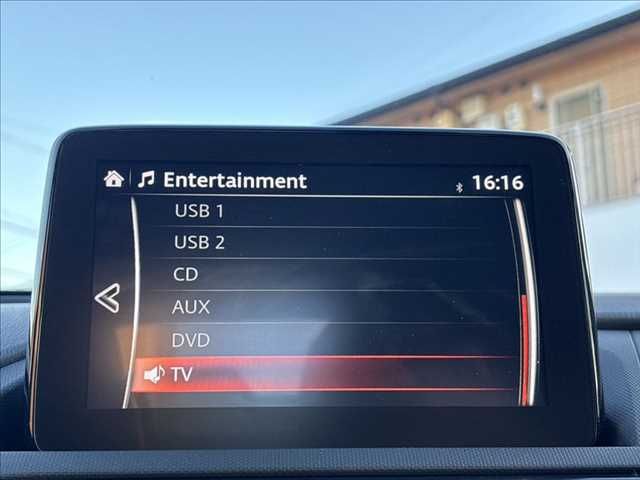 Entertainment
16:16
USB 1
USB 2
CD
AUX
DVD
TV